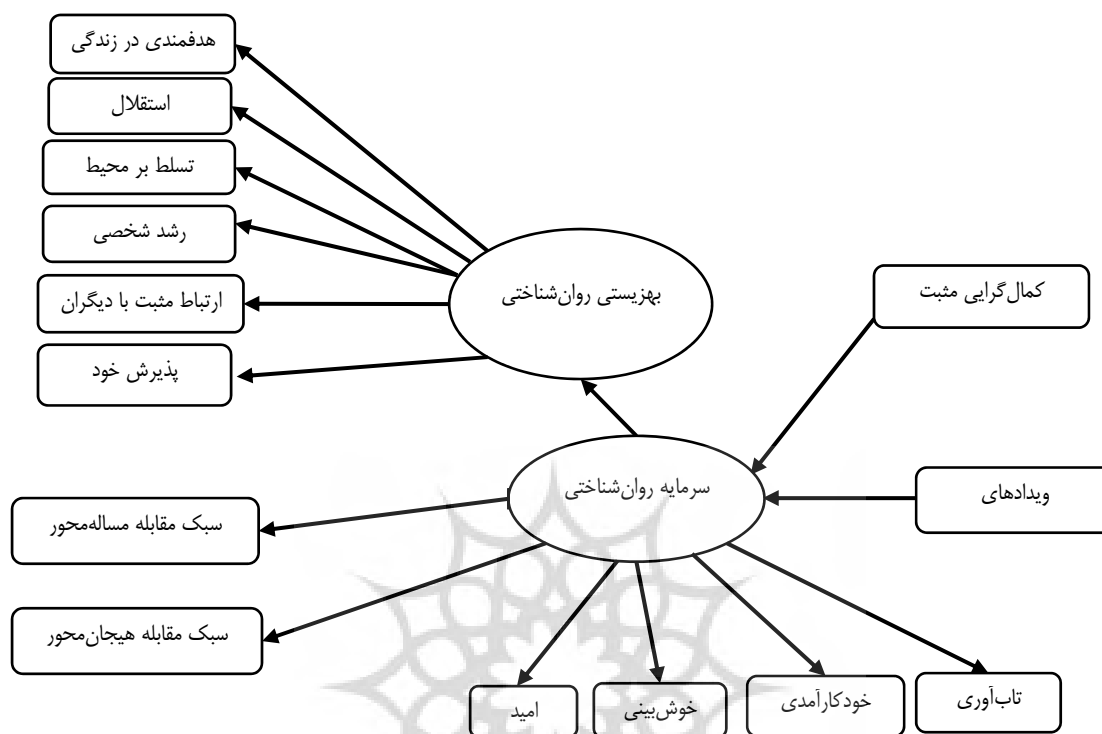 هدفمندی در زندگی
استقلال
تسلط بر محیط
رشد شخصی
ارتباط مثبت با دیگران
پذیرش خود
بهزیستی روان‌شناختی
کمال‌گرایی مثبت
سرمایه روان‌شناختی
ویدادهای
سبک مقابله مساله‌محور
سبک مقابله هیجان‌محور
تاب‌آوری
خودکارآمدی
خوش‌بینی
امید